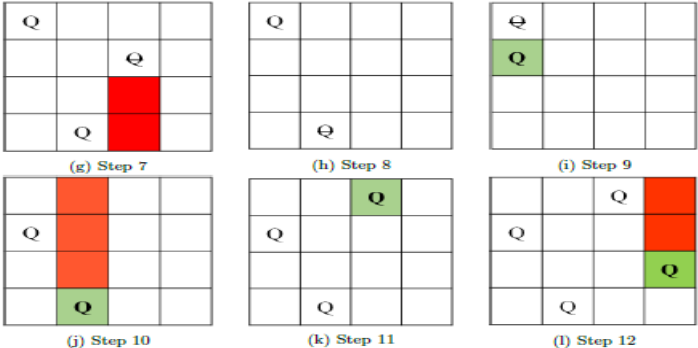 Q
Q
Q
(g) Step 7
Q
Q
(h) Step 8
Q
Q
(i) Step 9
Q
Q
(j) Step 10
Q
Q
Q
(k) Step 11
Q
Q
Q
Q
(l) Step 12